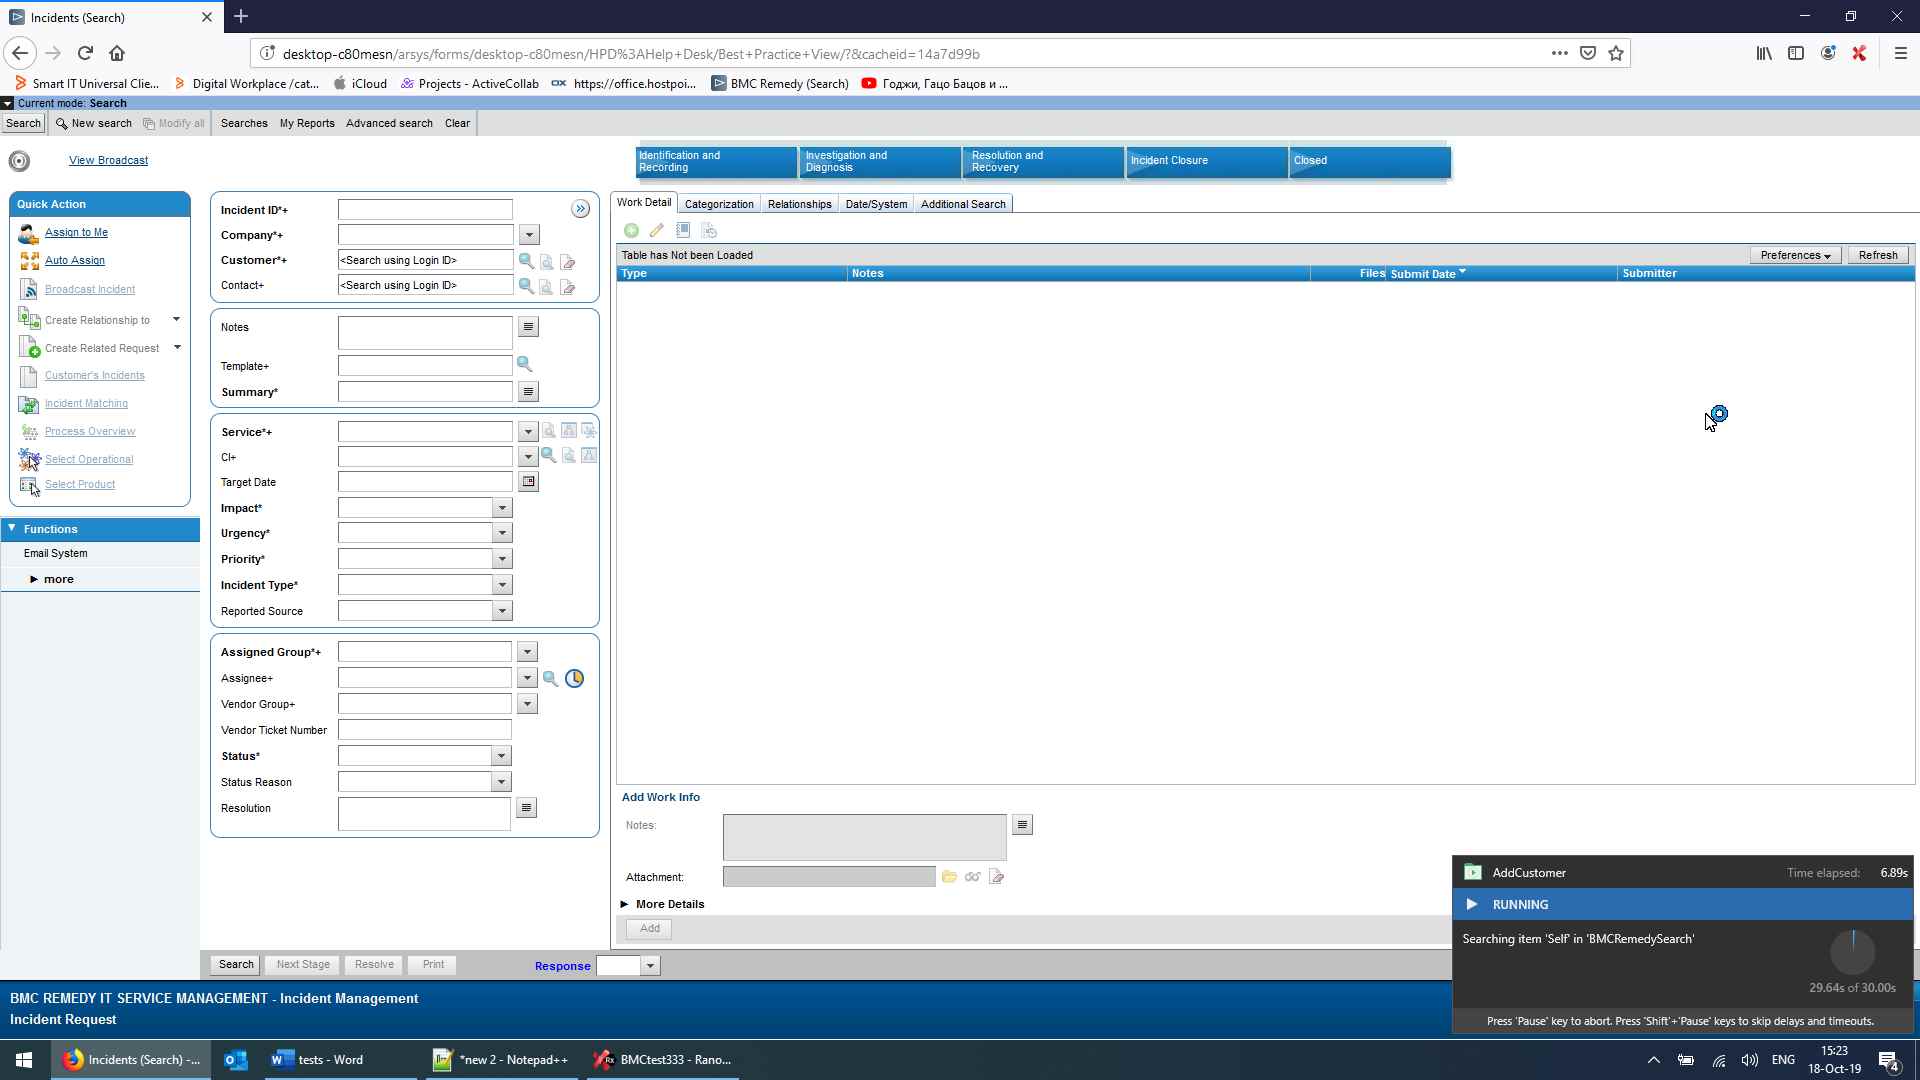 Incidents (Search)
desktop-c80mesn/arsys/forms/desktop-c80mesn/HPD%3AHelp+Desk/Best+Practice+View/?&cacheid=14a7d99b
Smart IT Universal Clie...
Digital Workplace /cat...
iCloud
Projects - ActiveCollab
ox
https://office.hostpoi...
BMC Remedy (Search)
Годжи, Гацо Бацов и ...
Current mode: Search
Search
New search
Modify all
Searches
My Reports
Advanced search
Clear
View Broadcast
Identification and
Recording
Investigation and
Diagnosis
Resolution and
Recovery
Incident Closure
Closed
Quick Action
Assign to Me
Auto Assign
Broadcast Incident
Create Relationship to
Create Related Request
Customer's Incidents
Incident Matching
Process Overview
Select Operational
Select Product
Functions
Email System
more
Incident ID*+
Company*+
Customer*+
<Search using Login ID>
Contact+
<Search using Login ID>
Notes
Template+
Summary*
Service*+
CI+
Target Date
Impact*
Urgency*
Priority*
Incident Type*
Reported Source
Assigned Group*+
Assignee+
Vendor Group+
Vendor Ticket Number
Status*
Status Reason
Resolution
Work Detail
Categorization
Relationships
Date/System
Additional Search
Table has Not been Loaded
Preferences
Refresh
Type
Notes
Files
Submit Date
Submitter
Add Work Info
Notes:
Attachment:
More Details
Add
Search
Next Stage
Resolve
Print
Response
BMC REMEDY IT SERVICE MANAGEMENT - Incident Management
Incident Request
AddCustomer
Time elapsed: 6.89s
RUNNING
Searching item 'Self' in 'BMCRemedySearch'
29.64s of 30.00s
Press 'Pause' key to abort. Press 'Shift'+'Pause' keys to skip delays and timeouts.
Incidents (Search) -...
tests - Word
*new 2 - Notepad++
BMCtest333 - Rano...
ENG
15:23
18-Oct-19
4